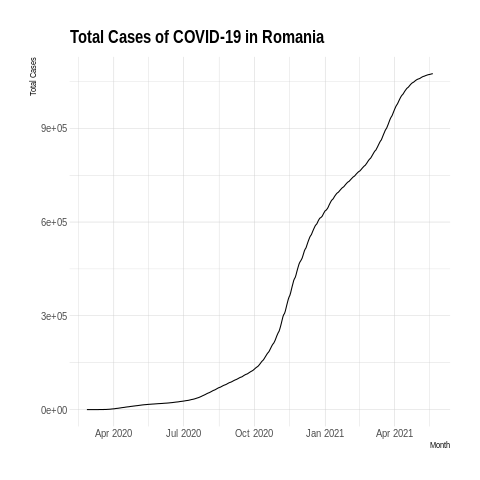 Total Cases of COVID-19 in Romania
Total Cases
9e+05
6e+05
3e+05
0e+00
Apr 2020 Jul 2020 Oct 2020 Jan 2021 Apr 2021
Month